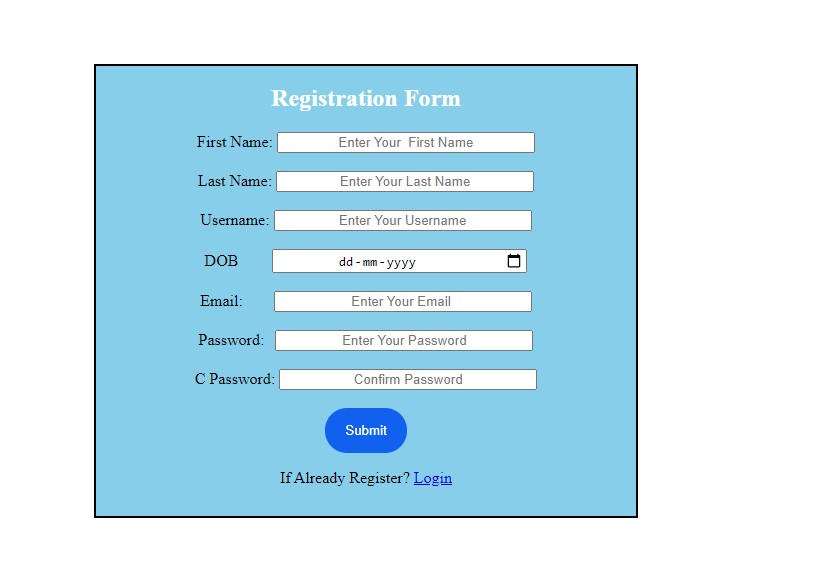 Registration Form
First Name: Enter Your  First Name
Last Name: Enter Your Last Name
Username: Enter Your Username
DOB dd-mm-yyyy
Email: Enter Your Email
Password: Enter Your Password
C Password: Confirm Password
Submit
If Already Register? Login